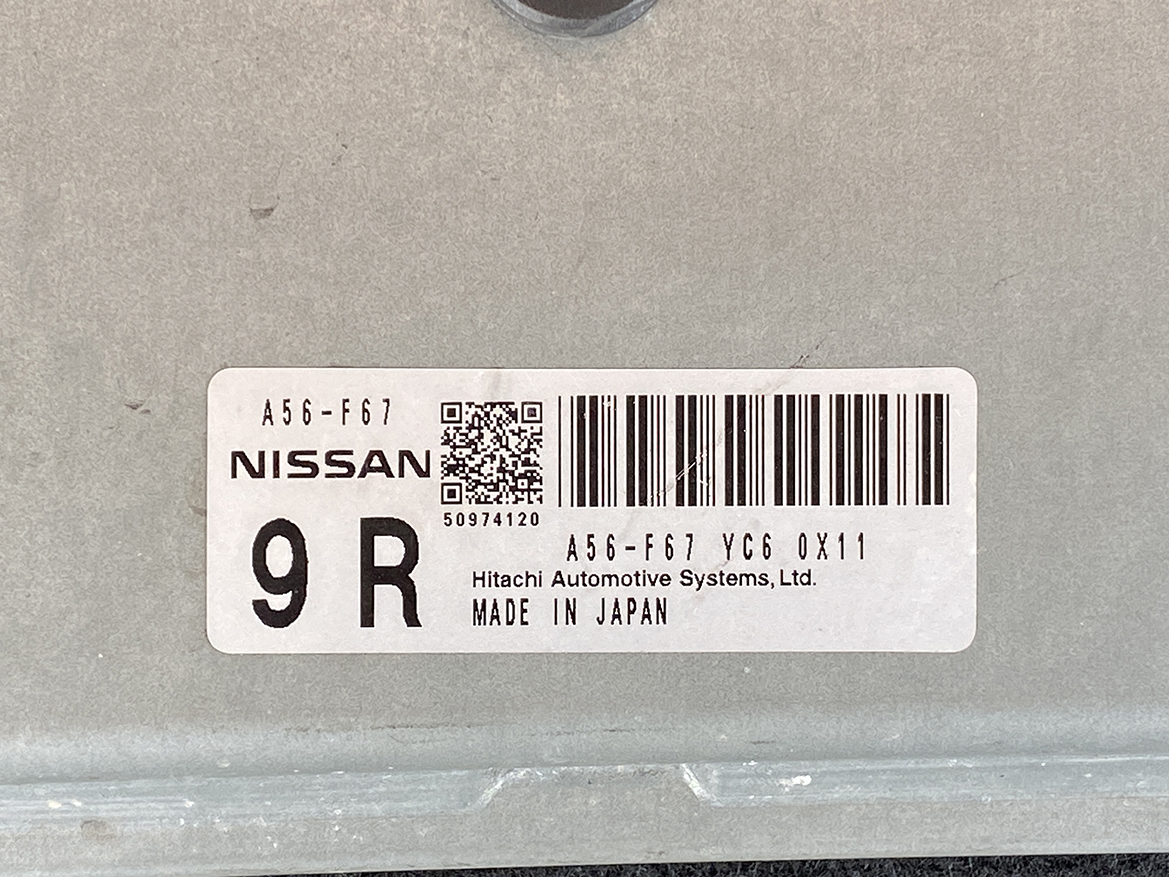 A56-F67
NISSAN
9 R
50974120
A56-F67 YC6 0X11
Hitachi Automotive Systems, Ltd.
MADE IN JAPAN